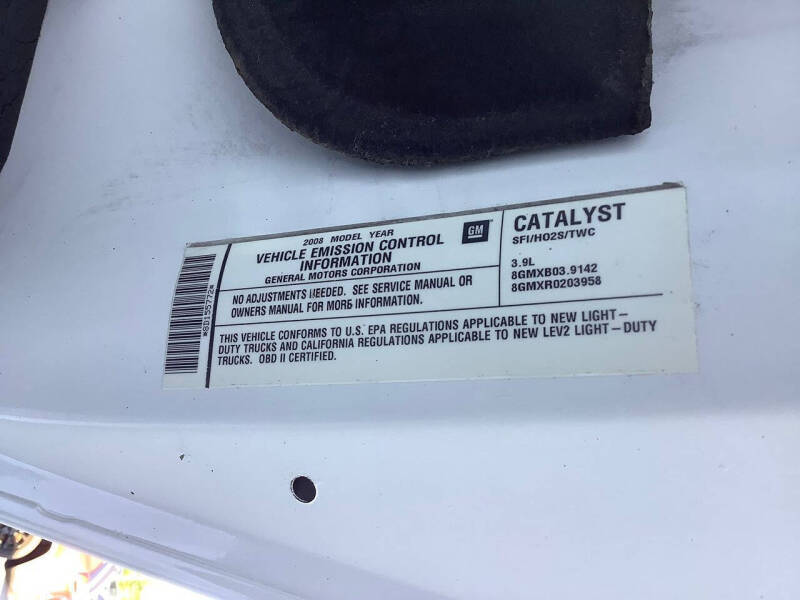 *8D155772*
2008 MODEL YEAR
VEHICLE EMISSION CONTROL
INFORMATION
GENERAL MOTORS CORPORATION
GM
NO ADJUSTMENTS NEEDED. SEE SERVICE MANUAL OR
OWNERS MANUAL FOR MORE INFORMATION.
CATALYST
SFI/HO2S/TWC
3.9L
8GMXB03.9142
8GMXR0203958
THIS VEHICLE CONFORMS TO U.S. EPA REGULATIONS APPLICABLE TO NEW LIGHT-
DUTY TRUCKS AND CALIFORNIA REGULATIONS APPLICABLE TO NEW LEV2 LIGHT-DUTY
TRUCKS. OBD II CERTIFIED.